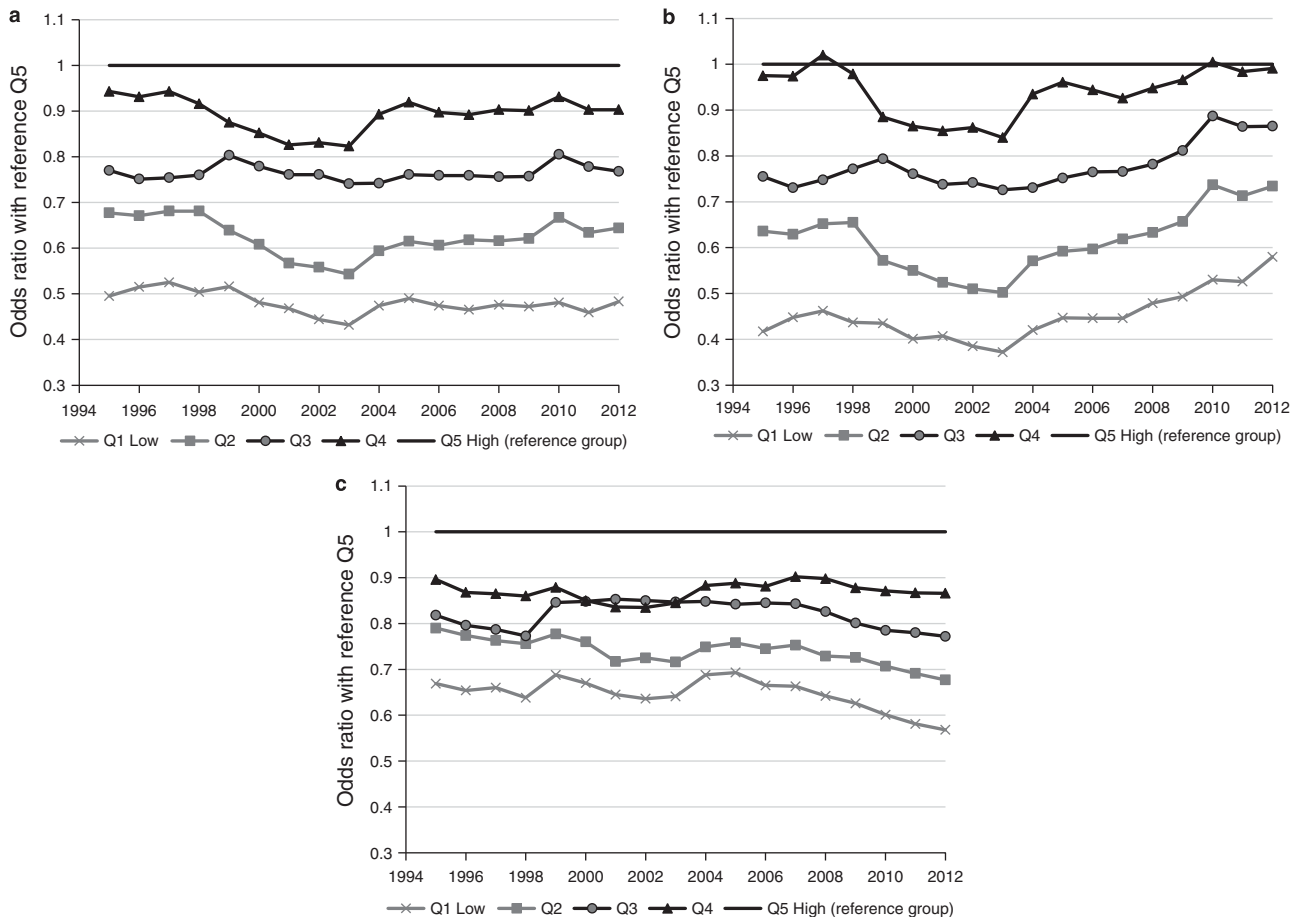 a
Odds ratio with reference Q5
1.1
1
0.9
0.8
0.7
0.6
0.5
0.4
0.3
1994 1996 1998 2000 2002 2004 2006 2008 2010 2012
Q1 Low Q2 Q3 Q4 Q5 High (reference group)
b
Odds ratio with reference Q5
1.1
1
0.9
0.8
0.7
0.6
0.5
0.4
0.3
1994 1996 1998 2000 2002 2004 2006 2008 2010 2012
Q1 Low Q2 Q3 Q4 Q5 High (reference group)
c
Odds ratio with reference Q5
1.1
1
0.9
0.8
0.7
0.6
0.5
0.4
0.3
1994 1996 1998 2000 2002 2004 2006 2008 2010 2012
Q1 Low Q2 Q3 Q4 Q5 High (reference group)